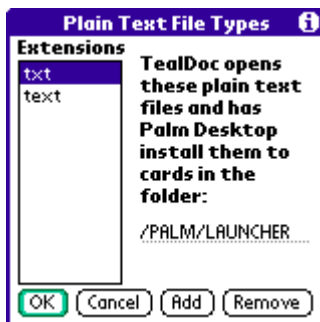 Plain Text File Types i
Extensions
txt
text
TealDoc opens
these plain text
files and has
Palm Desktop
install them to
cards in the
folder:
/PALM/LAUNCHER
OK Cancel Add Remove